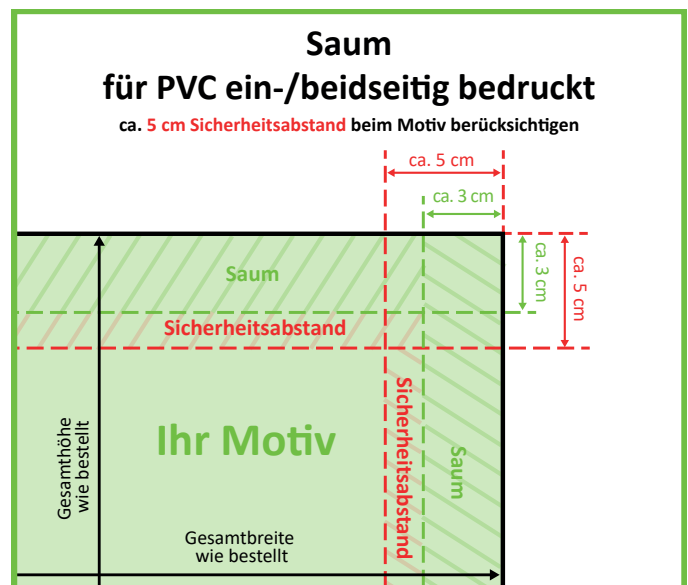 Saum
für PVC ein-/beidseitig bedruckt
ca. 5 cm Sicherheitsabstand beim Motiv berücksichtigen
ca. 5 cm
ca. 3 cm
Saum
ca. 3 cm
ca. 5 cm
Sicherheitsabstand
Ihr Motiv
Gesamthöhe
wie bestellt
Sicherheitsabstand
Saum
Gesamtbreite
wie bestellt